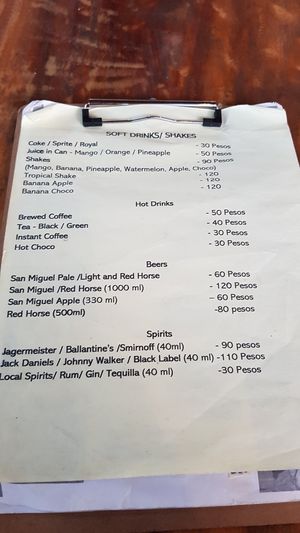 SOFT DRINKS/ SHAKES
Coke / Sprite / Royal - 30 Pesos
Juice in Can - Mango / Orange / Pineapple - 50 Pesos
Shakes - 90 Pesos
(Mango, Banana, Pineapple, Watermelon, Apple, Choco)
Tropical Shake - 120
Banana Apple - 120
Banana Choco - 120
Hot Drinks
Brewed Coffee - 50 Pesos
Tea - Black / Green - 40 Pesos
Instant Coffee - 30 Pesos
Hot Choco - 30 Pesos
Beers
San Miguel Pale /Light and Red Horse - 60 Pesos
San Miguel /Red Horse (1000 ml) - 120 Pesos
San Miguel Apple (330 ml) - 60 Pesos
Red Horse (500ml) -80 pesos
Spirits
Jagermeister / Ballantine's /Smirnoff (40ml) - 90 pesos
Jack Daniels / Johnny Walker / Black Label (40 ml) -110 Pesos
Local Spirits/ Rum/ Gin/ Tequilla (40 ml) -30 Pesos